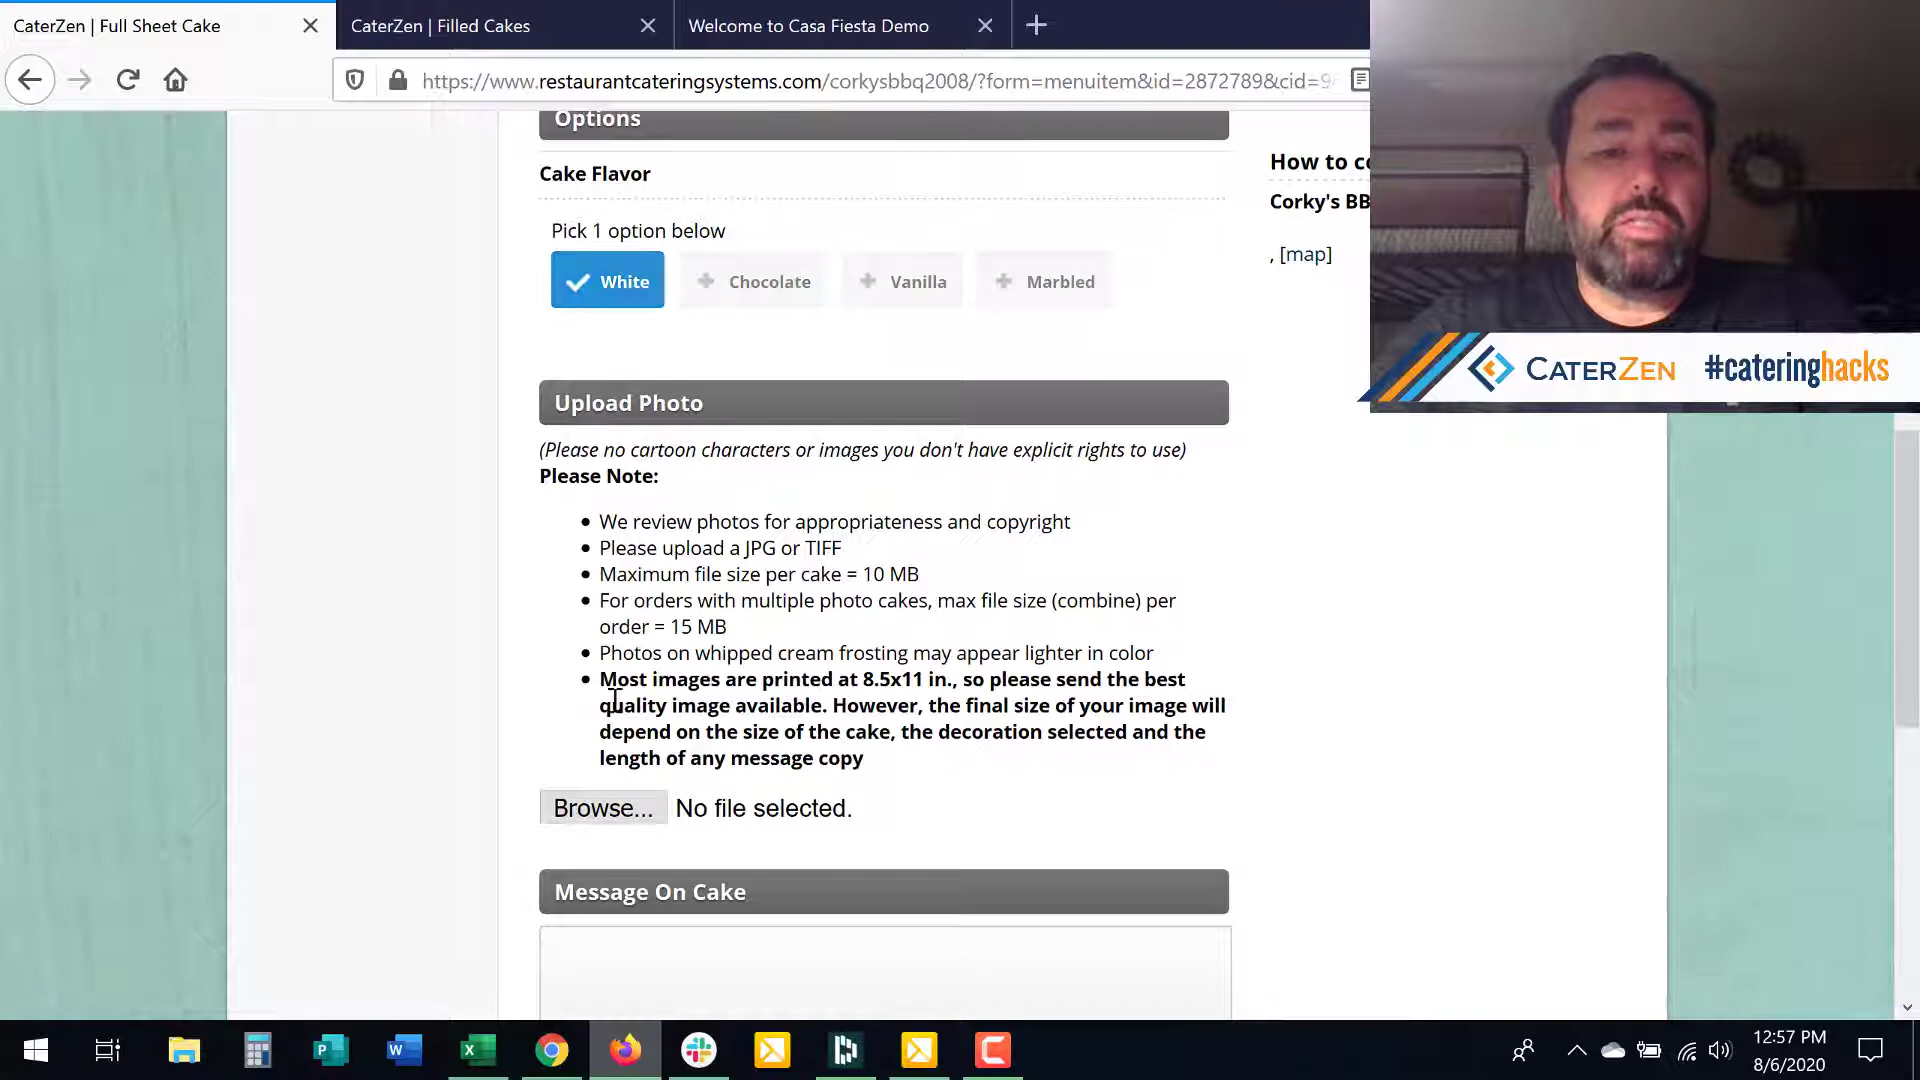 CaterZen | Full Sheet Cake
CaterZen | Filled Cakes
Welcome to Casa Fiesta Demo
https://www.restaurantcateringsystems.com/corkysbbq2008/?form=menuitem&id=2872789&cid=9
Options
Cake Flavor
Pick 1 option below
White
Chocolate
Vanilla
Marbled
How to co
Corky's BB
, [map]
CATERZEN #cateringhacks
Upload Photo
(Please no cartoon characters or images you don't have explicit rights to use)
Please Note:
We review photos for appropriateness and copyright
Please upload a JPG or TIFF
Maximum file size per cake = 10 MB
For orders with multiple photo cakes, max file size (combine) per
order = 15 MB
Photos on whipped cream frosting may appear lighter in color
Most images are printed at 8.5x11 in., so please send the best
quality image available. However, the final size of your image will
depend on the size of the cake, the decoration selected and the
length of any message copy
Browse... No file selected.
Message On Cake
12:57 PM
8/6/2020